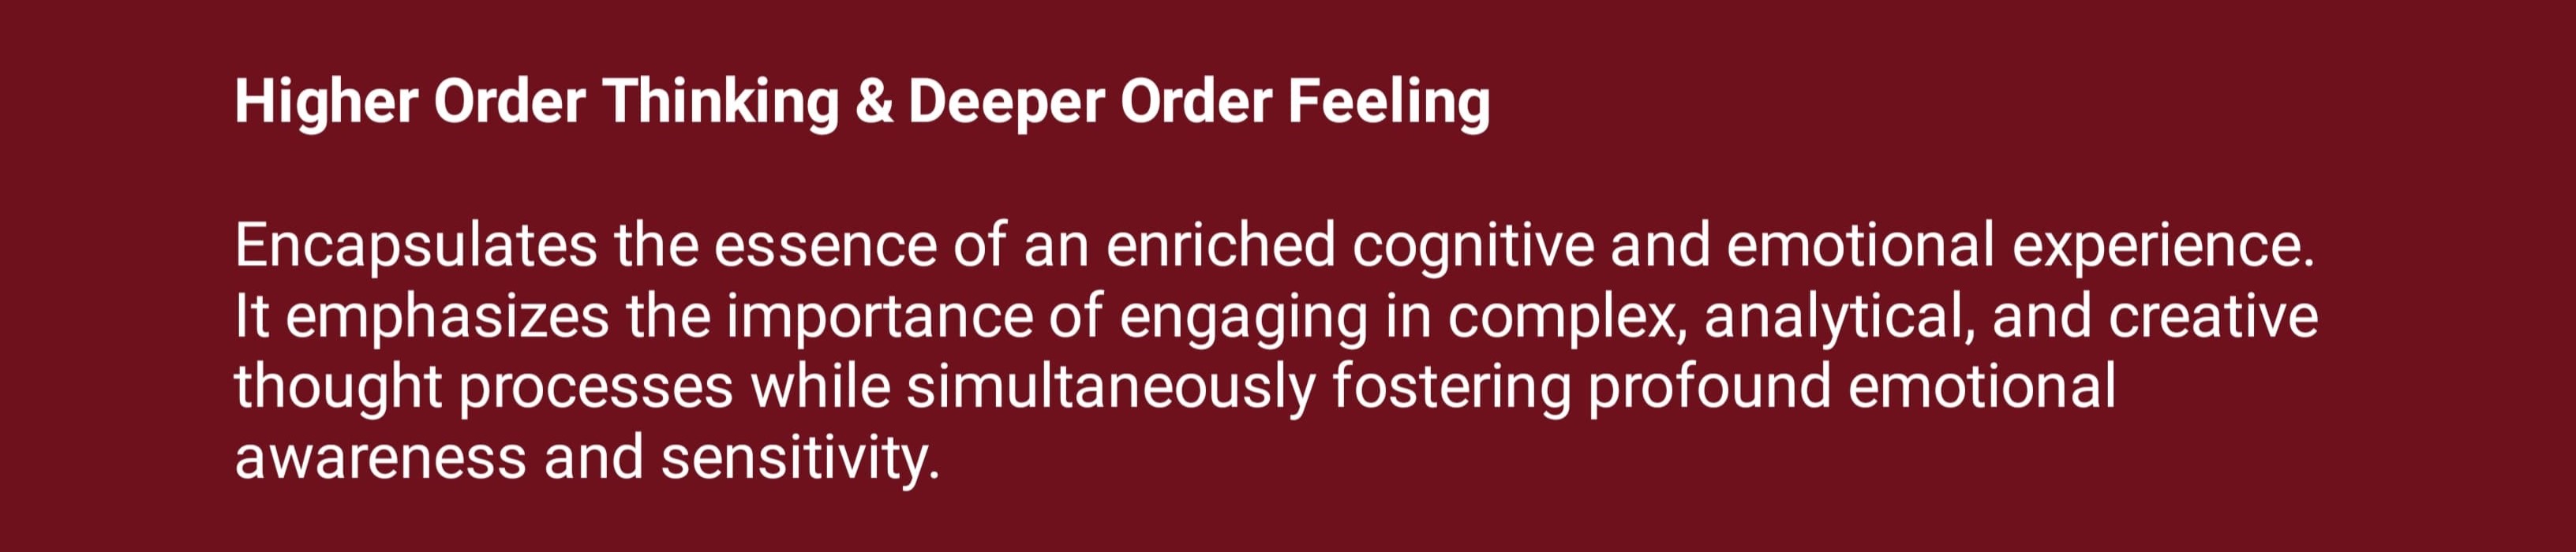 Higher Order Thinking & Deeper Order Feeling
Encapsulates the essence of an enriched cognitive and emotional experience.
It emphasizes the importance of engaging in complex, analytical, and creative
thought processes while simultaneously fostering profound emotional
awareness and sensitivity.